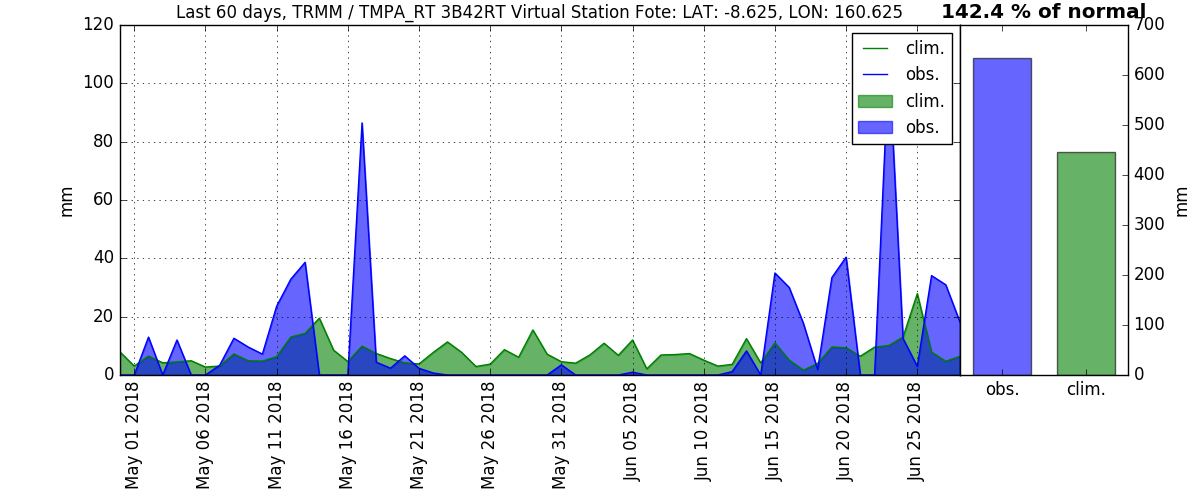 Last 60 days, TRMM / TMPA_RT 3B42RT Virtual Station Fote: LAT: -8.625, LON: 160.625
142.4 % of normal
120
100
80
60
40
20
0
mm
clim.
obs.
clim.
obs.
700
600
500
400
300
200
100
0
mm
May 01 2018
May 06 2018
May 11 2018
May 16 2018
May 21 2018
May 26 2018
May 31 2018
Jun 05 2018
Jun 10 2018
Jun 15 2018
Jun 20 2018
Jun 25 2018
obs.
clim.